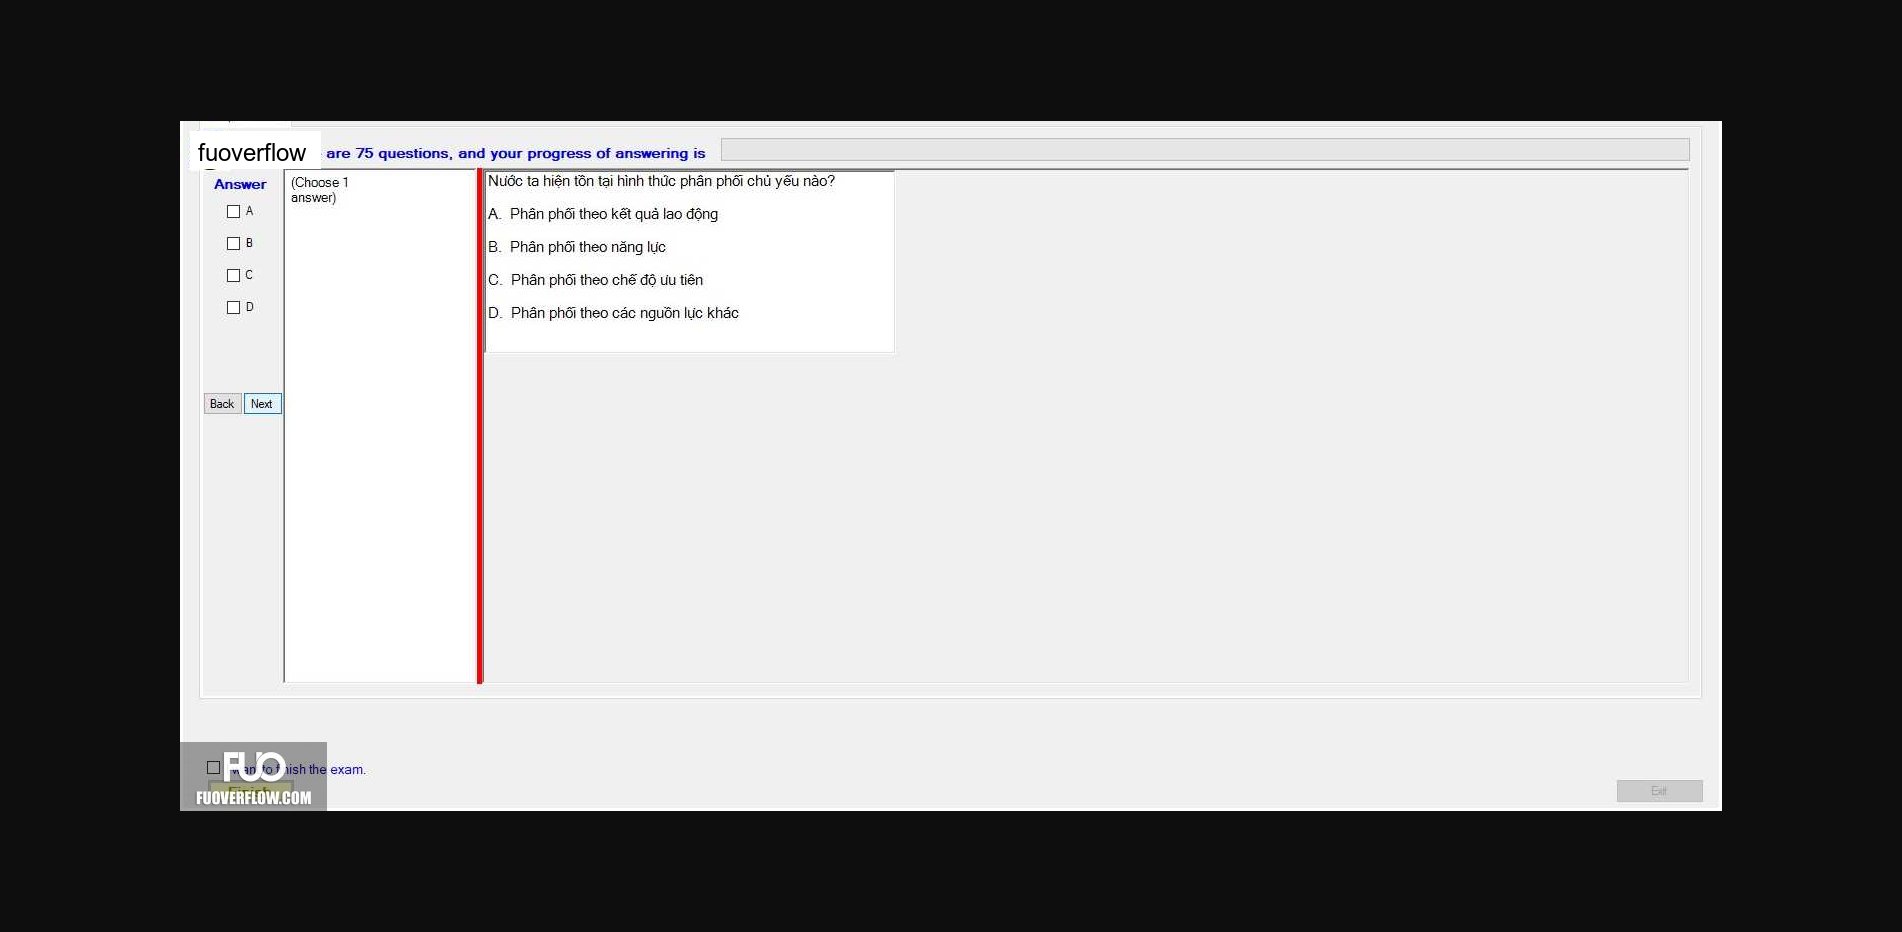 fuoverflow are 75 questions, and your progress of answering is
Answer
(Choose 1
answer)
A
B
C
D
Back Next
Nước ta hiện tồn tại hình thức phân phối chủ yếu nào?
A. Phân phối theo kết quả lao động
B. Phân phối theo năng lực
C. Phân phối theo chế độ ưu tiên
D. Phân phối theo các nguồn lực khác
FUO
want to finish the exam.
Finish
FUOVERFLOW.COM
Exit